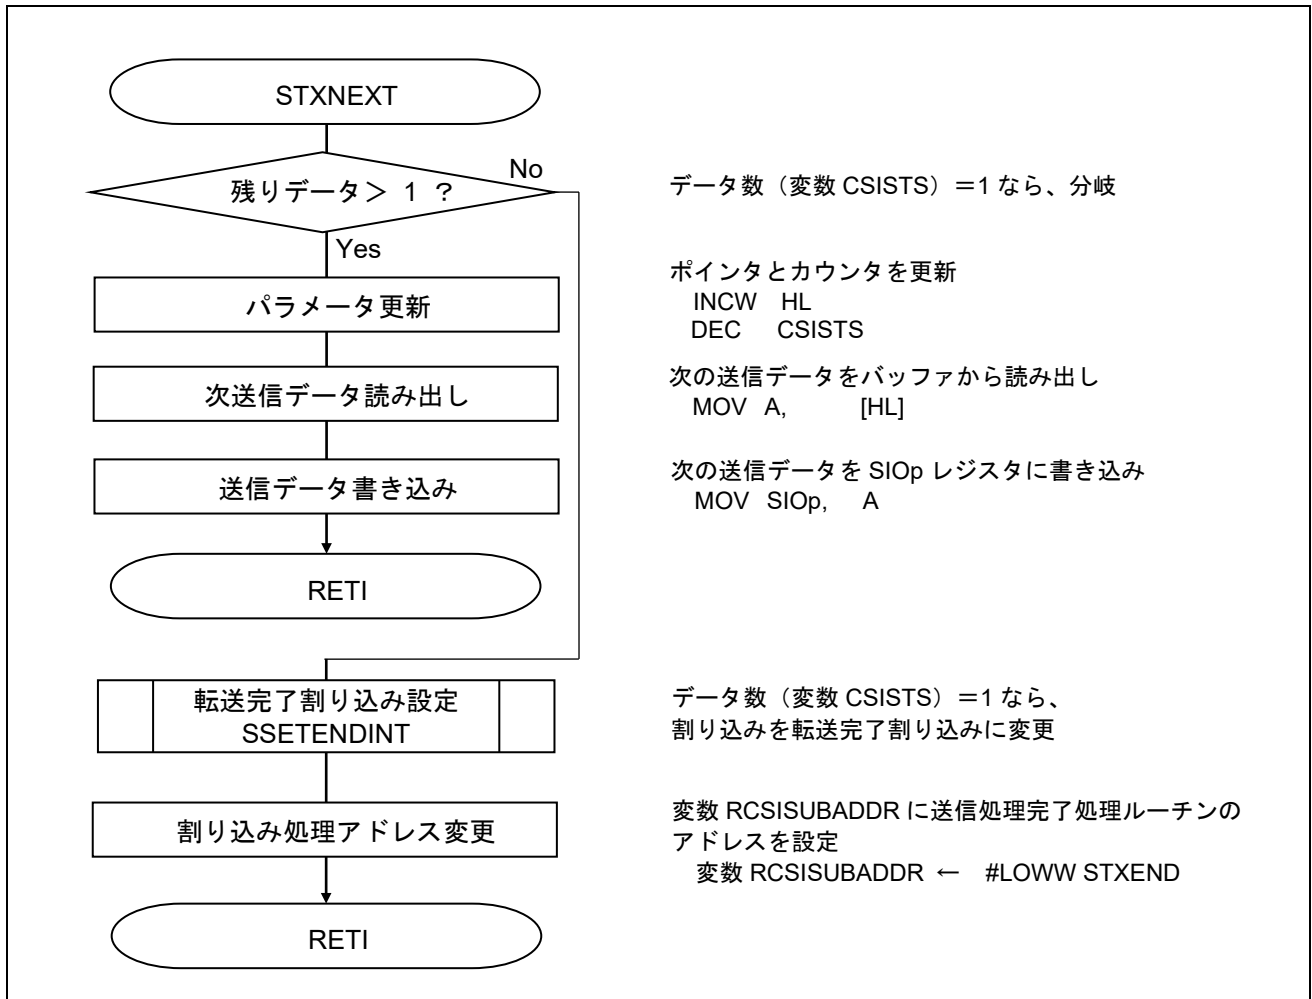 STXNEXT
残りデータ＞ 1 ？
No
データ数（変数 CSISTS）＝1 なら、分岐
Yes
パラメータ更新
ポインタとカウンタを更新
INCW HL
DEC CSISTS
次送信データ読み出し
次の送信データをバッファから読み出し
MOV A, [HL]
送信データ書き込み
次の送信データを SIOp レジスタに書き込み
MOV SIOp, A
RETI
転送完了割り込み設定
SSETENDINT
データ数（変数 CSISTS）＝1 なら、
割り込みを転送完了割り込みに変更
割り込み処理アドレス変更
変数 RCSISUBADDR に送信処理完了処理ルーチンの
アドレスを設定
変数 RCSISUBADDR ← #LOWW STXEND
RETI